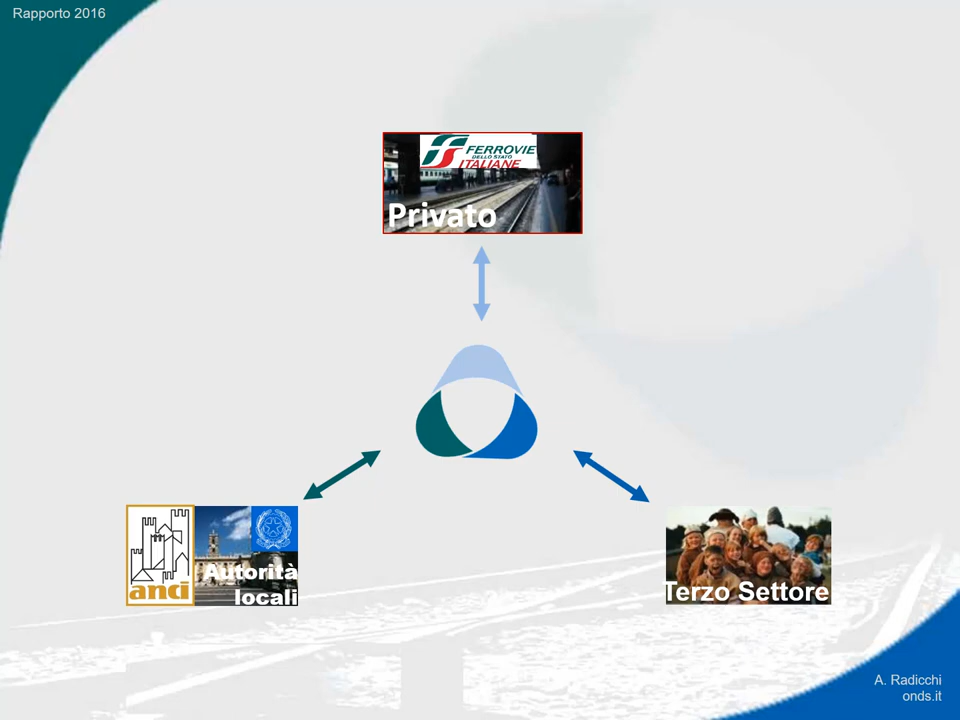 Rapporto 2016
FERROVIE
DELLO STATO
ITALIANE
Privato
anci
Autorità
locali
Terzo Settore
A. Radicchi
onds.it